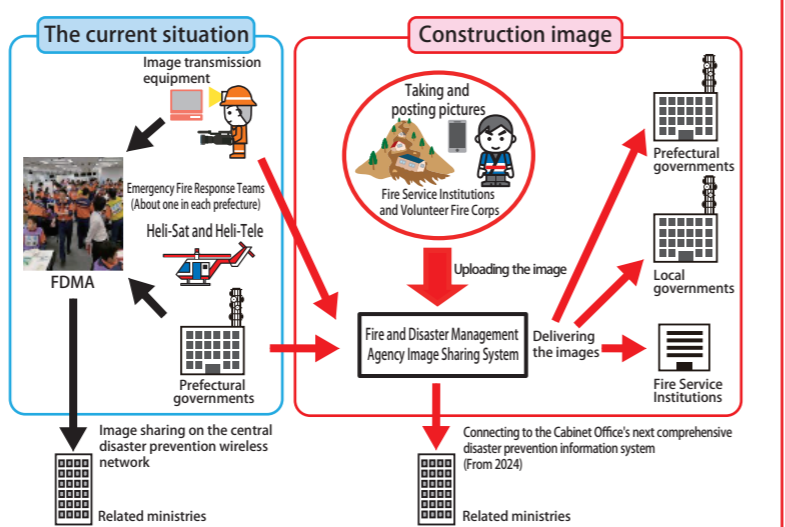 The current situation
Image transmission
equipment
Emergency Fire Response Teams
(About one in each prefecture)
Heli-Sat and Heli-Tele
FDMA
Prefectural
governments
Image sharing on the central
disaster prevention wireless
network
Related ministries
Construction image
Taking and
posting pictures
Fire Service Institutions
and Volunteer Fire Corps
Uploading the image
Fire and Disaster Management
Agency Image Sharing System
Delivering
the images
Prefectural
governments
Local
governments
Fire Service
Institutions
Connecting to the Cabinet Office's next comprehensive
disaster prevention information system
(From 2024)
Related ministries